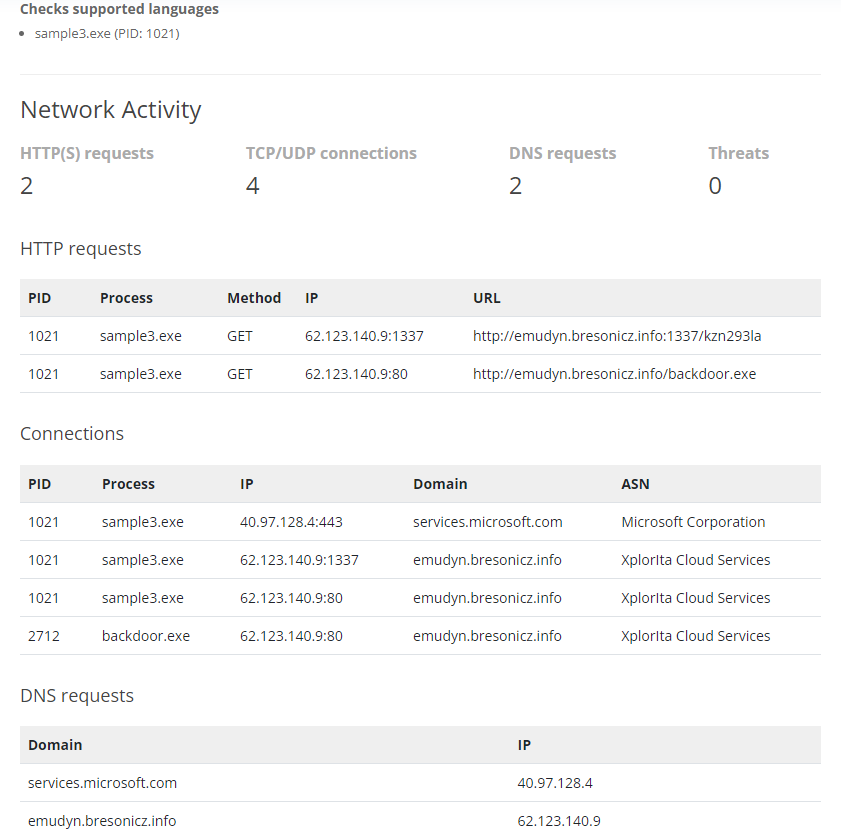 Checks supported languages
sample3.exe (PID: 1021)
Network Activity
HTTP(S) requests TCP/UDP connections DNS requests Threats
2 4 2 0
HTTP requests
PID Process Method IP URL
1021 sample3.exe GET 62.123.140.9:1337 http://emudyn.bresonicz.info:1337/kzn293la
1021 sample3.exe GET 62.123.140.9:80 http://emudyn.bresonicz.info/backdoor.exe
Connections
PID Process IP Domain ASN
1021 sample3.exe 40.97.128.4:443 services.microsoft.com Microsoft Corporation
1021 sample3.exe 62.123.140.9:1337 emudyn.bresonicz.info XplorIta Cloud Services
1021 sample3.exe 62.123.140.9:80 emudyn.bresonicz.info XplorIta Cloud Services
2712 backdoor.exe 62.123.140.9:80 emudyn.bresonicz.info XplorIta Cloud Services
DNS requests
Domain IP
services.microsoft.com 40.97.128.4
emudyn.bresonicz.info 62.123.140.9